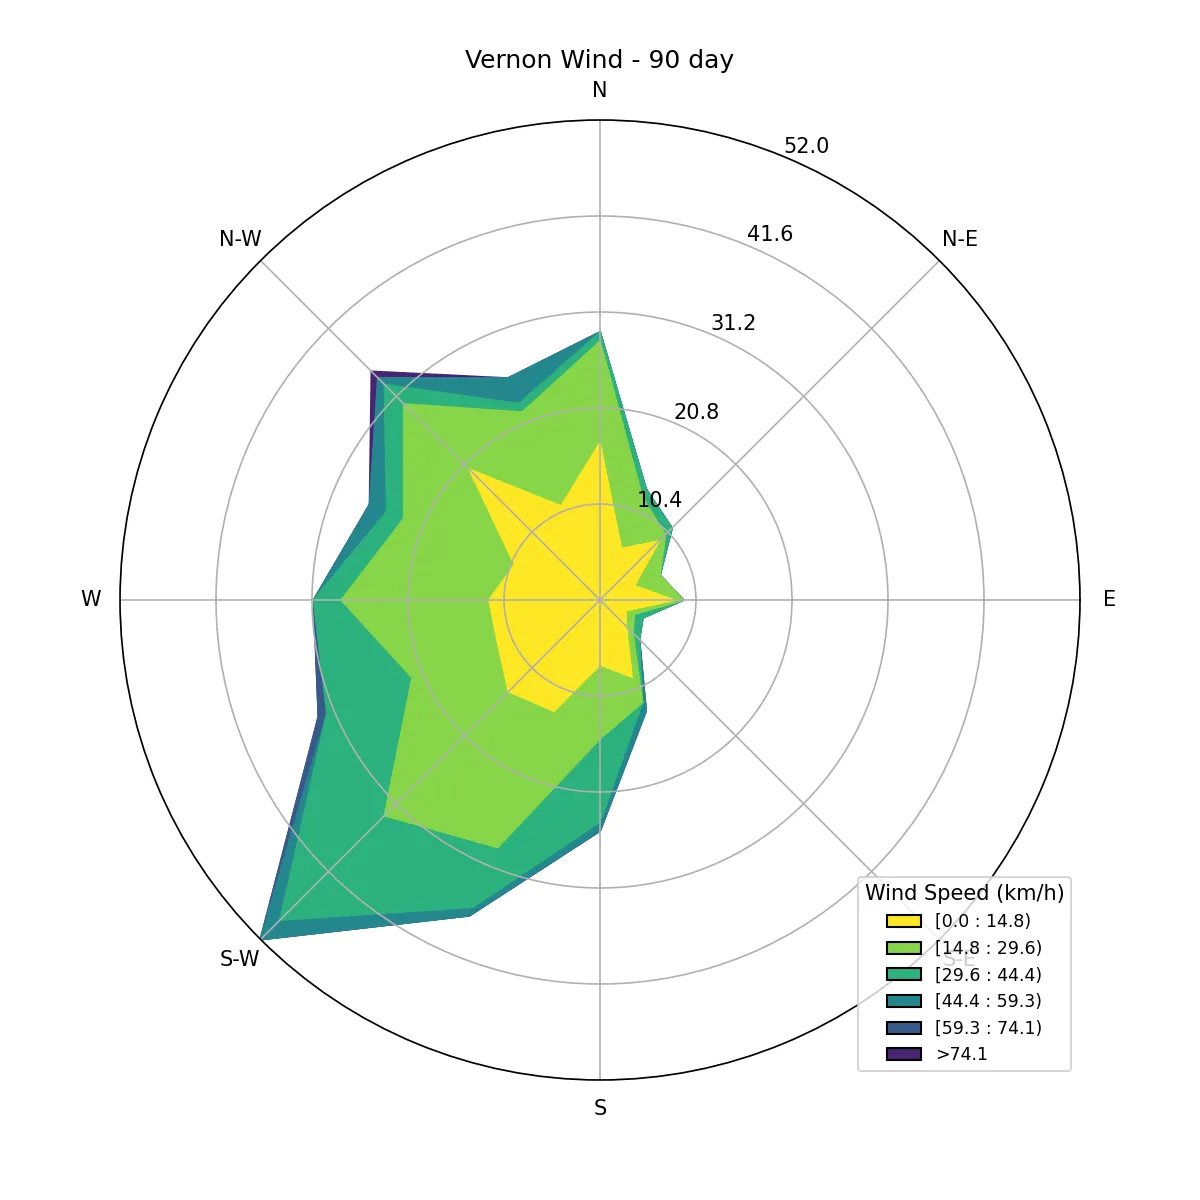 Vernon Wind - 90 day
N
52.0
N-W
41.6
N-E
31.2
20.8
10.4
W
E
S-W
S-E
S
Wind Speed (km/h)
[0.0 : 14.8)
[14.8 : 29.6)
[29.6 : 44.4)
[44.4 : 59.3)
[59.3 : 74.1)
>74.1